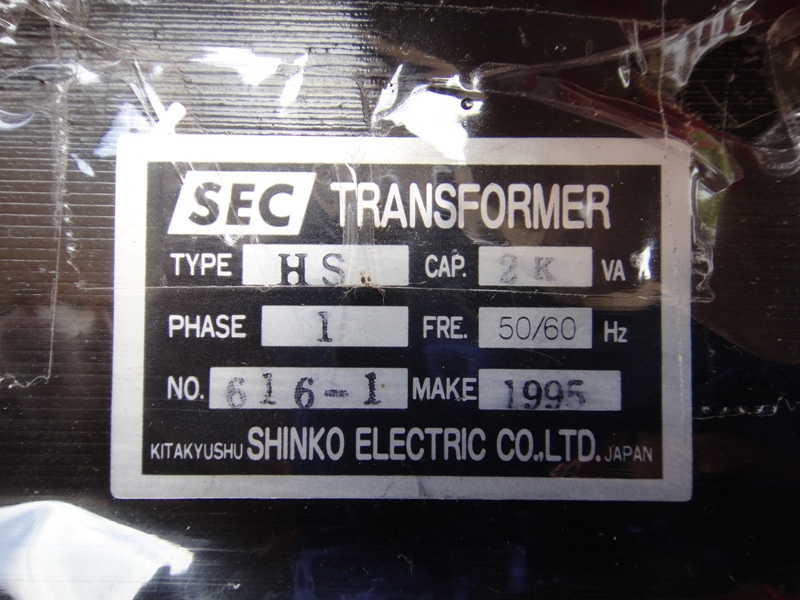 SEC TRANSFORMER
TYPE HS. CAP. 2K VA
PHASE 1 FRE. 50/60 Hz
NO. 616-1 MAKE 1995
KITAKYUSHU SHINKO ELECTRIC CO.,LTD. JAPAN